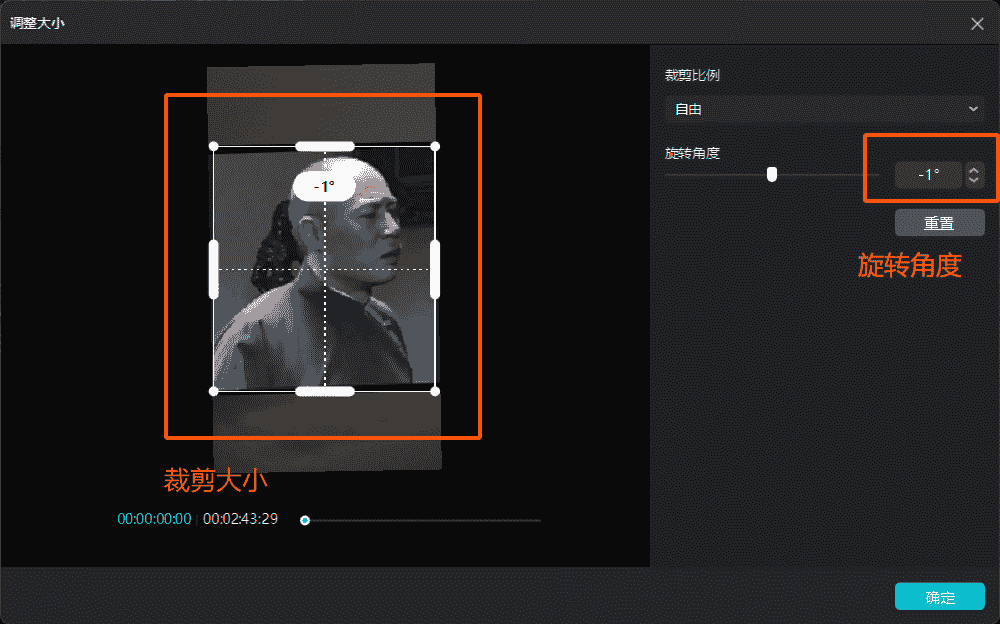 调整大小
裁剪比例
自由
旋转角度
-1°
-1°
重置
旋转角度
裁剪大小
00:00:00:00 | 00:02:43:29
确定